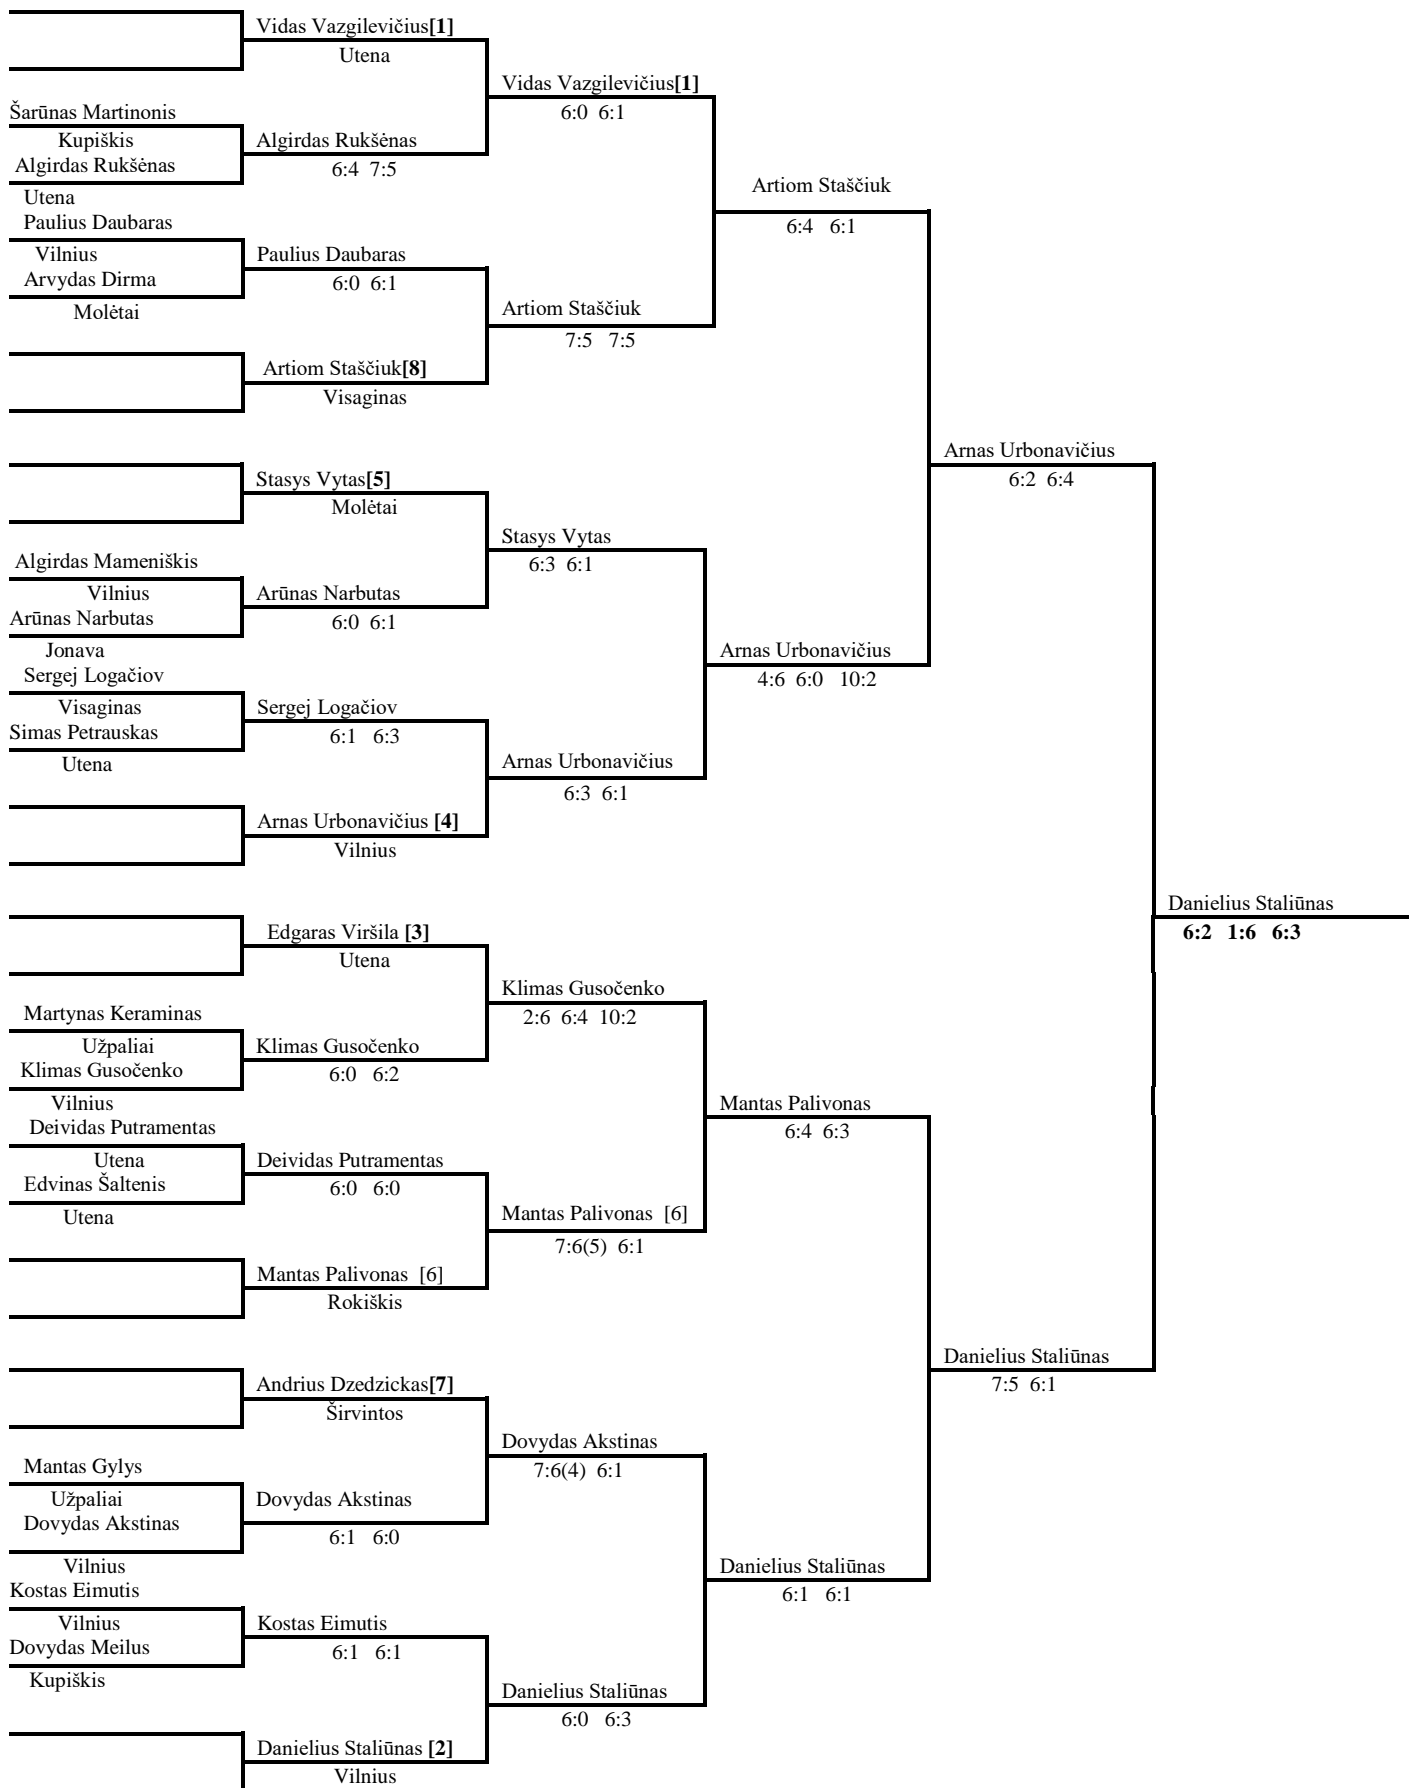 Vidas Vazgilevičius[1]
Utena
Vidas Vazgilevičius[1]
6:0 6:1
Šarūnas Martinonis
Kupiškis
Algirdas Rukšėnas
Algirdas Rukšėnas
6:4 7:5
Utena
Artiom Staščiuk
6:4 6:1
Paulius Daubaras
Vilnius
Paulius Daubaras
Arvydas Dirma
6:0 6:1
Molėtai
Artiom Staščiuk
7:5 7:5
Artiom Staščiuk[8]
Visaginas
Arnas Urbonavičius
6:2 6:4
Stasys Vytas[5]
Molėtai
Stasys Vytas
6:3 6:1
Algirdas Mameniškis
Vilnius
Arūnas Narbutas
Arūnas Narbutas
6:0 6:1
Jonava
Arnas Urbonavičius
4:6 6:0 10:2
Sergej Logačiov
Visaginas
Sergej Logačiov
Simas Petrauskas
6:1 6:3
Utena
Arnas Urbonavičius
6:3 6:1
Arnas Urbonavičius [4]
Vilnius
Danielius Staliūnas
6:2 1:6 6:3
Edgaras Viršila [3]
Utena
Klimas Gusočenko
2:6 6:4 10:2
Martynas Keraminas
Užpaliai
Klimas Gusočenko
Klimas Gusočenko
6:0 6:2
Vilnius
Mantas Palivonas
6:4 6:3
Deividas Putramentas
Utena
Deividas Putramentas
Edvinas Šaltenis
6:0 6:0
Utena
Mantas Palivonas [6]
7:6(5) 6:1
Mantas Palivonas [6]
Rokiškis
Danielius Staliūnas
7:5 6:1
Andrius Dzedzickas[7]
Širvintos
Dovydas Akstinas
7:6(4) 6:1
Mantas Gylys
Užpaliai
Dovydas Akstinas
Dovydas Akstinas
6:1 6:0
Vilnius
Danielius Staliūnas
6:1 6:1
Kostas Eimutis
Vilnius
Kostas Eimutis
Dovydas Meilus
6:1 6:1
Kupiškis
Danielius Staliūnas
6:0 6:3
Danielius Staliūnas [2]
Vilnius